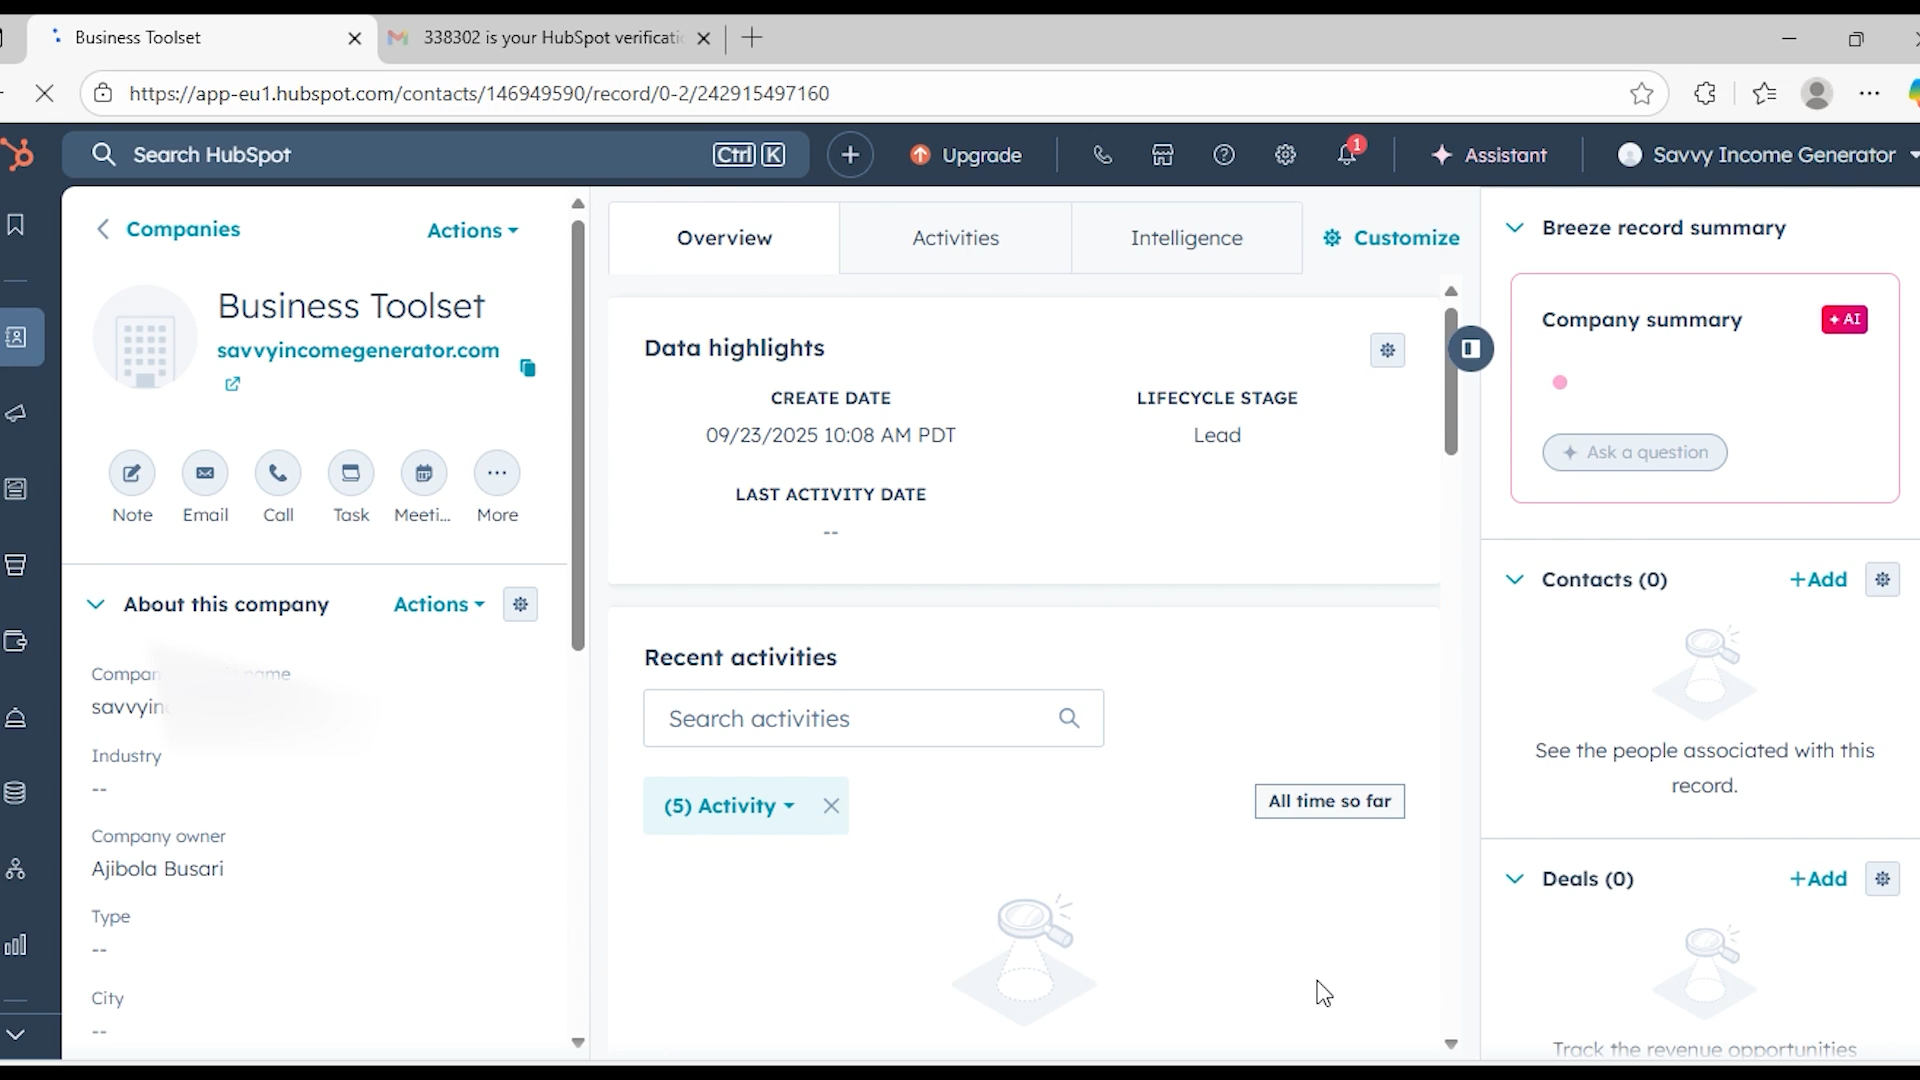 Business Toolset
338302 is your HubSpot verificati
https://app-eu1.hubspot.com/contacts/146949590/record/0-2/242915497160
Search HubSpot
Ctrl K
Upgrade
1
Assistant
Savvy Income Generator
Companies
Actions
Business Toolset
savvyincomegenerator.com
Note
Email
Call
Task
Meeti...
More
About this company
Actions
savvyin
Industry
--
Company owner
Ajibola Busari
Type
--
City
--
Overview
Activities
Intelligence
Customize
Data highlights
CREATE DATE
09/23/2025 10:08 AM PDT
LIFECYCLE STAGE
Lead
LAST ACTIVITY DATE
--
Recent activities
Search activities
(5) Activity
All time so far
Breeze record summary
Company summary
AI
Ask a question
Contacts (0)
+Add
See the people associated with this
record.
Deals (0)
+Add
Track the revenue opportunities